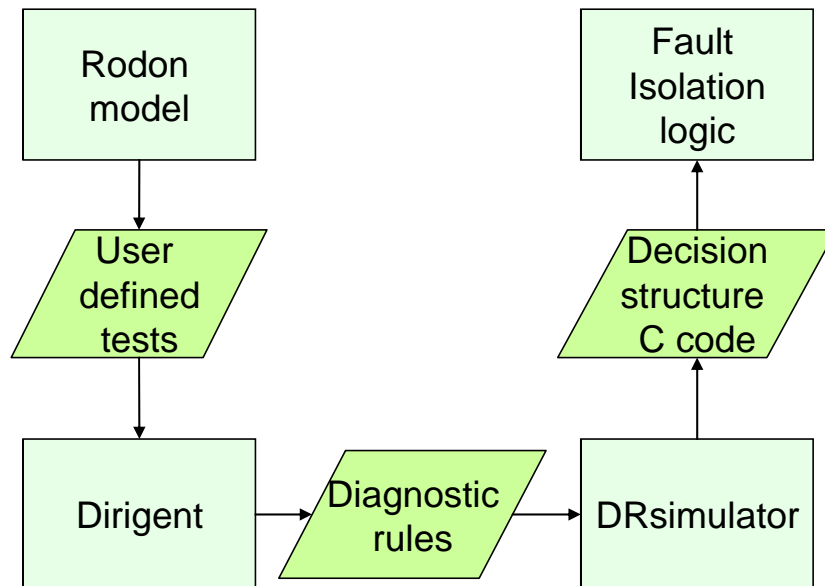 Rodon
model
User
defined
tests
Dirigent
Diagnostic
rules
DRsimulator
Decision
structure
C code
Fault
Isolation
logic